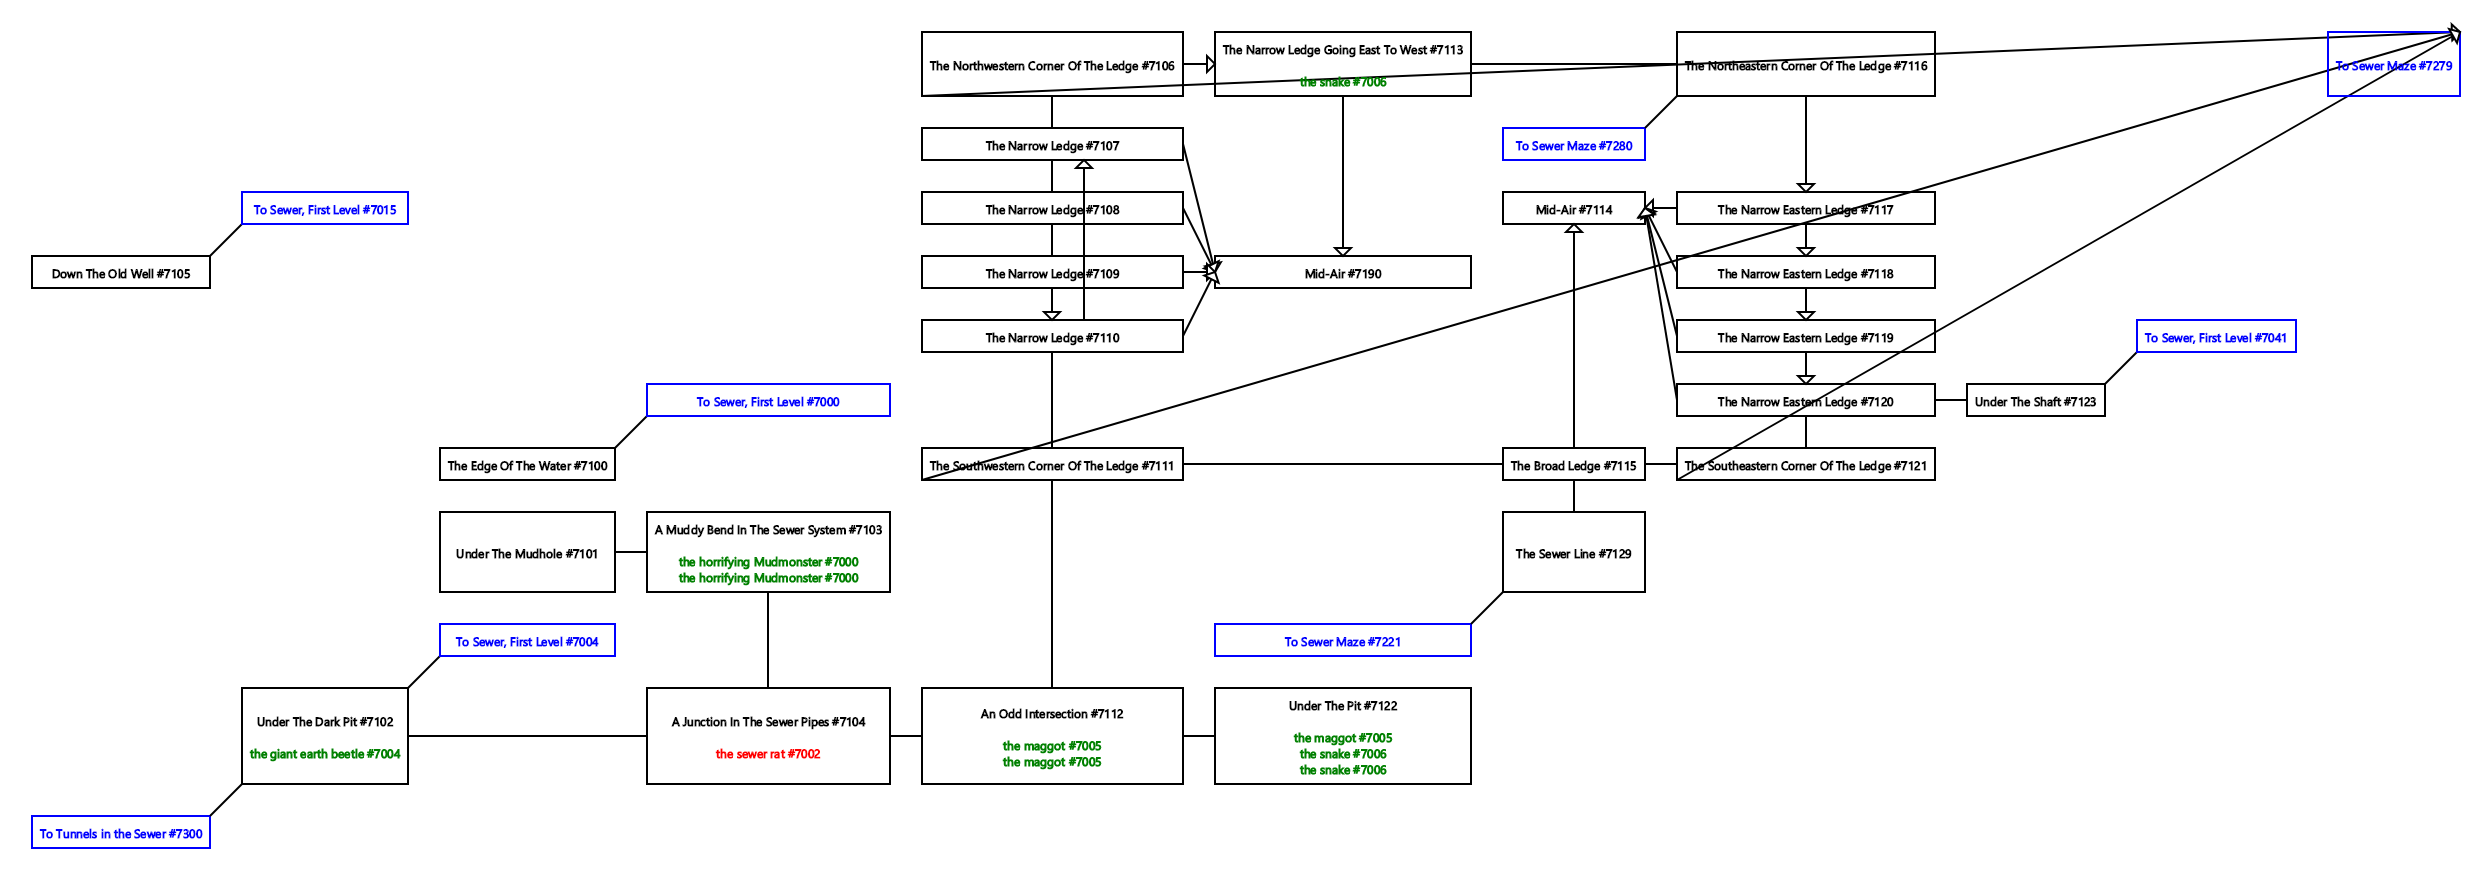 The Northwestern Corner Of The Ledge #7106
The Narrow Ledge Going East To West #7113
the snake #7006
The Northeastern Corner Of The Ledge #7116
To Sewer Maze #7279
The Narrow Ledge #7107
To Sewer Maze #7280
To Sewer, First Level #7015
The Narrow Ledge #7108
Mid-Air #7114
The Narrow Eastern Ledge #7117
Down The Old Well #7105
The Narrow Ledge #7109
Mid-Air #7190
The Narrow Eastern Ledge #7118
The Narrow Ledge #7110
The Narrow Eastern Ledge #7119
To Sewer, First Level #7041
To Sewer, First Level #7000
The Narrow Eastern Ledge #7120
Under The Shaft #7123
The Edge Of The Water #7100
The Southwestern Corner Of The Ledge #7111
The Broad Ledge #7115
The Southeastern Corner Of The Ledge #7121
Under The Mudhole #7101
A Muddy Bend In The Sewer System #7103
the horrifying Mudmonster #7000
the horrifying Mudmonster #7000
The Sewer Line #7129
To Sewer, First Level #7004
To Sewer Maze #7221
Under The Dark Pit #7102
the giant earth beetle #7004
A Junction In The Sewer Pipes #7104
the sewer rat #7002
An Odd Intersection #7112
the maggot #7005
the maggot #7005
Under The Pit #7122
the maggot #7005
the snake #7006
the snake #7006
To Tunnels in the Sewer #7300